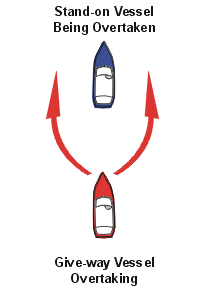 Stand-on Vessel
Being Overtaken
Give-way Vessel
Overtaking